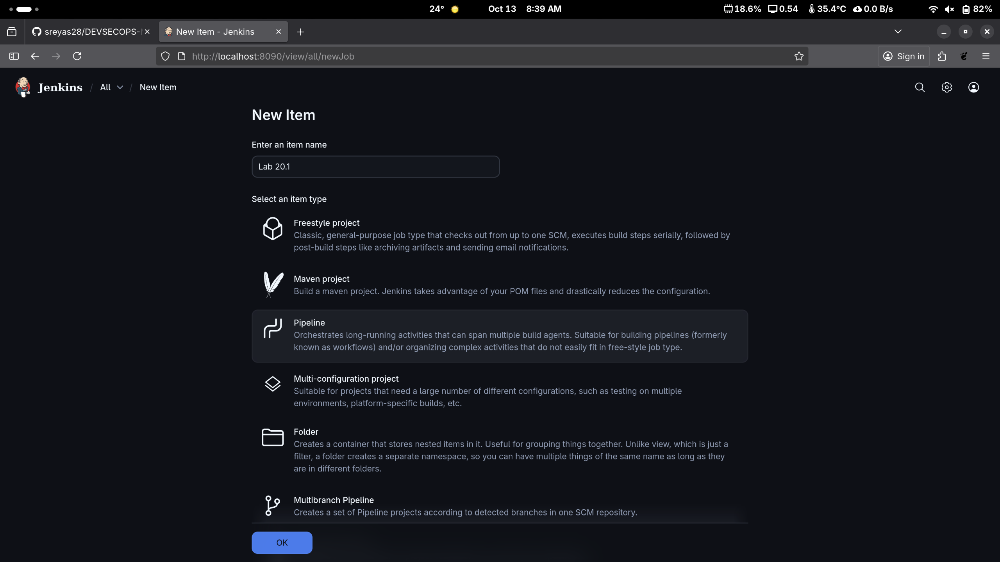 24° Oct 13 8:39 AM 18.6% 0.54 35.4°C 0.0 B/s 82%
sreyas28/DEVSECOPS- New Item - Jenkins
http://localhost:8090/view/all/newJob Sign in
Jenkins / All / New Item
New Item
Enter an item name
Lab 20.1
Select an item type
Freestyle project
Classic, general-purpose job type that checks out from up to one SCM, executes build steps serially, followed by
post-build steps like archiving artifacts and sending email notifications.
Maven project
Build a maven project. Jenkins takes advantage of your POM files and drastically reduces the configuration.
Pipeline
Orchestrates long-running activities that can span multiple build agents. Suitable for building pipelines (formerly
known as workflows) and/or organizing complex activities that do not easily fit in free-style job type.
Multi-configuration project
Suitable for projects that need a large number of different configurations, such as testing on multiple
environments, platform-specific builds, etc.
Folder
Creates a container that stores nested items in it. Useful for grouping things together. Unlike view, which is just a
filter, a folder creates a separate namespace, so you can have multiple things of the same name as long as they
are in different folders.
Multibranch Pipeline
Creates a set of Pipeline projects according to detected branches in one SCM repository.
OK